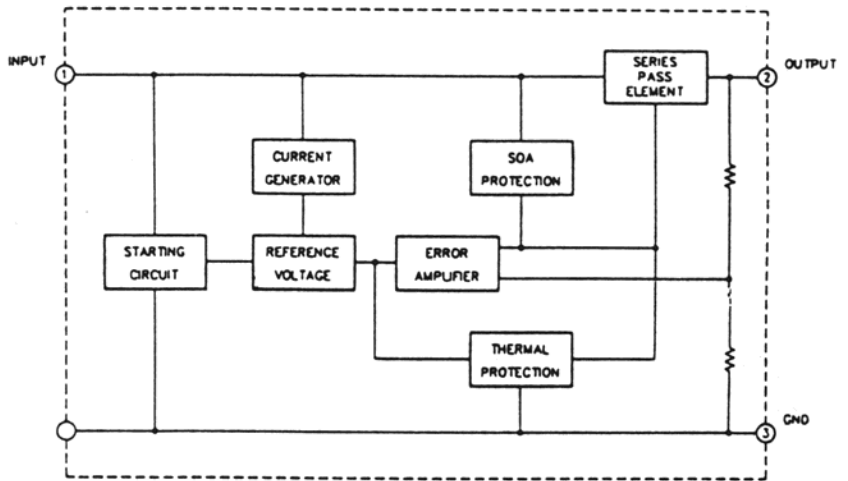 INPUT
1
SERIES
PASS
ELEMENT
2
OUTPUT
CURRENT
GENERATOR
SOA
PROTECTION
STARTING
CIRCUIT
REFERENCE
VOLTAGE
ERROR
AMPLIFIER
THERMAL
PROTECTION
3
GND